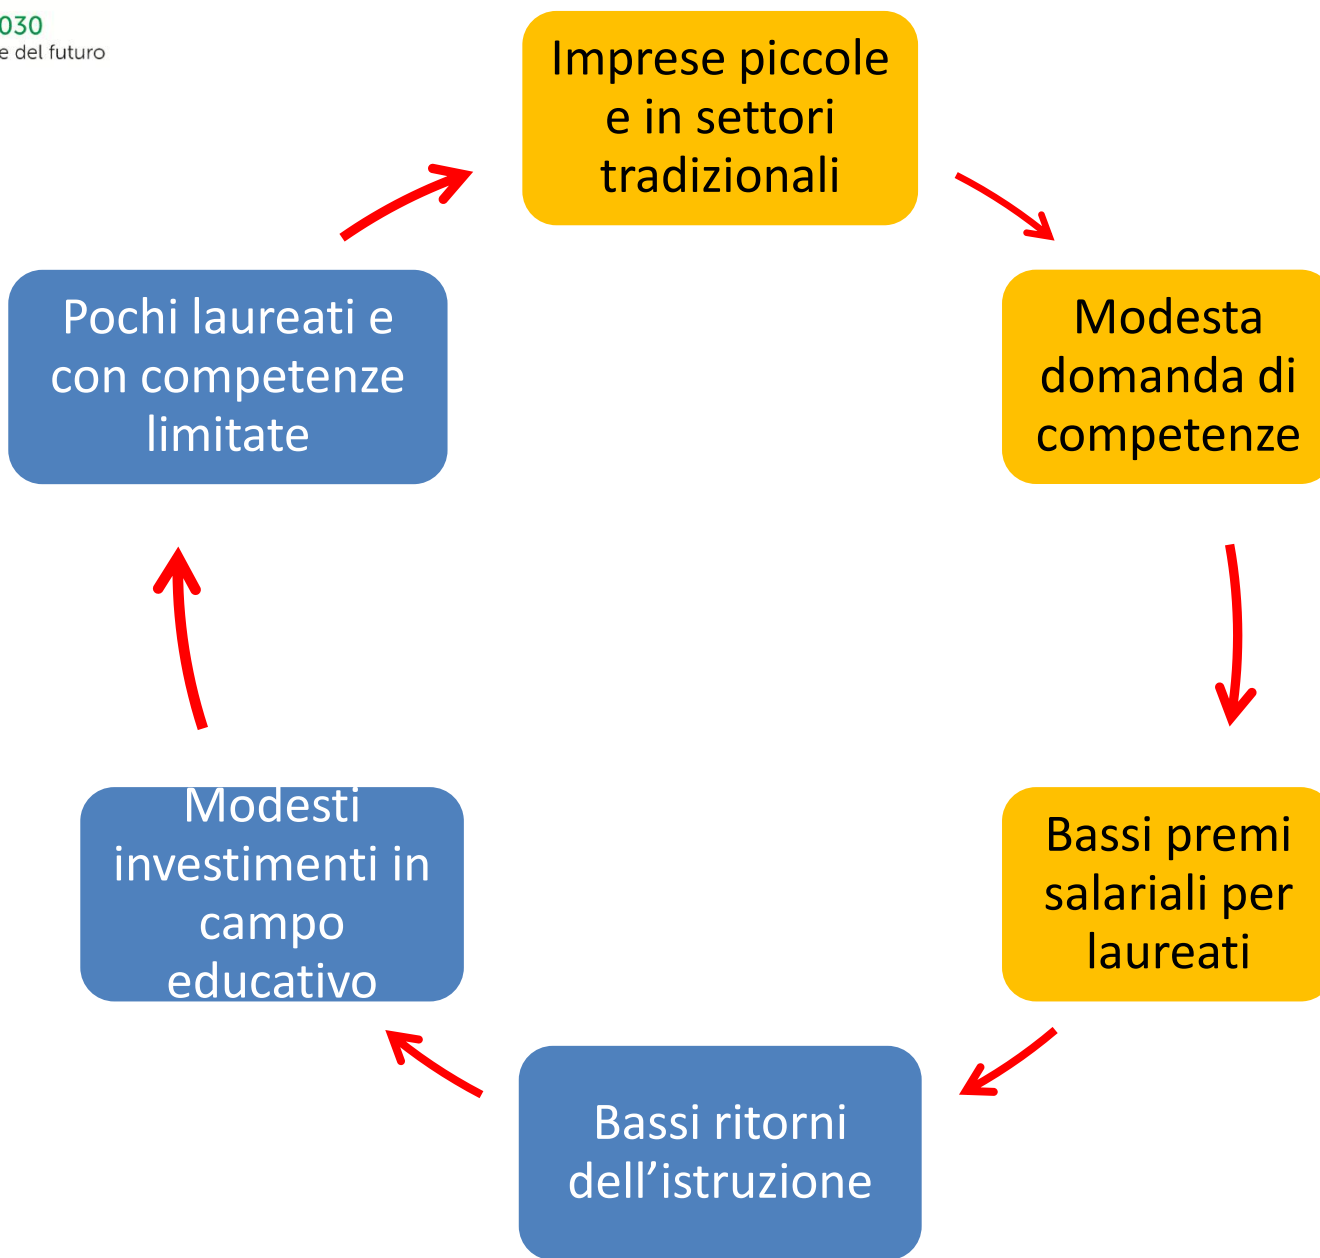 030
e del futuro
Imprese piccole
e in settori
tradizionali
Modesta
domanda di
competenze
Bassi premi
salariali per
laureati
Bassi ritorni
dell’istruzione
Modesti
investimenti in
campo
educativo
Pochi laureati e
con competenze
limitate